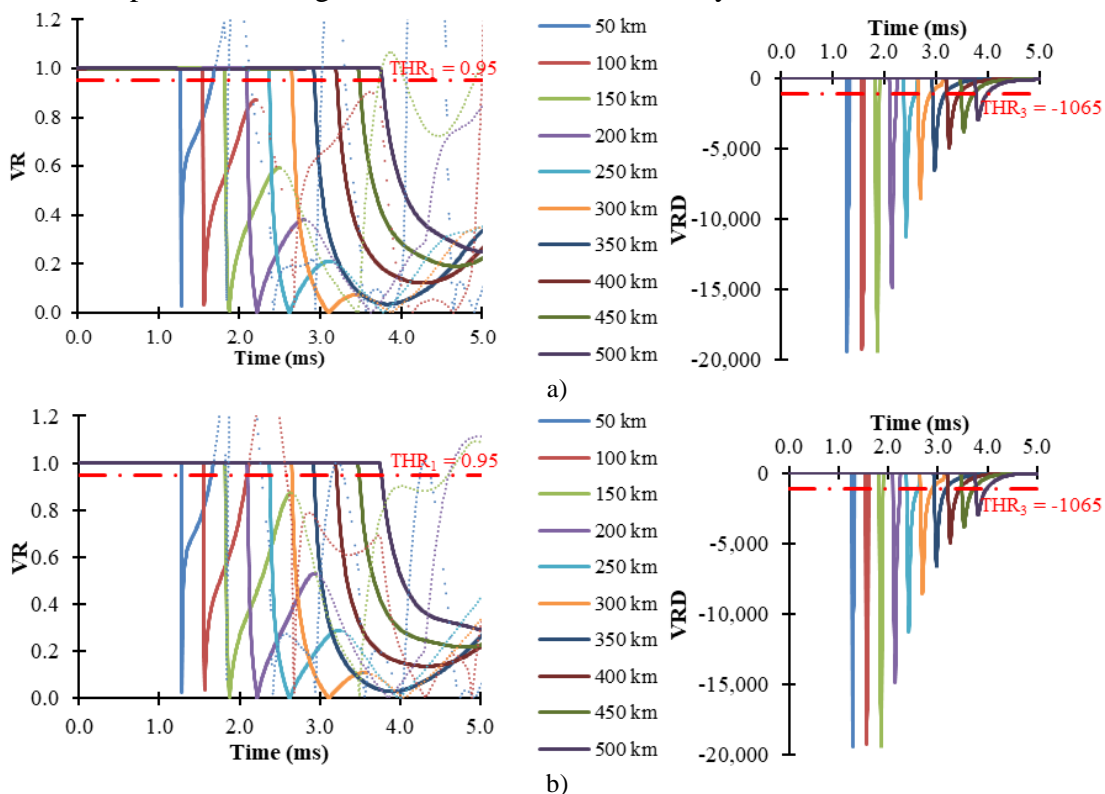 1.2
1.0
0.8
0.6
0.4
0.2
0.0
VR
THR1 = 0.95
0.0 1.0 2.0 3.0 4.0 5.0
Time (ms)
50 km
100 km
150 km
200 km
250 km
300 km
350 km
400 km
450 km
500 km
Time (ms)
0.0 1.0 2.0 3.0 4.0 5.0
0
-5,000
-10,000
-15,000
-20,000
VRD
THR3 = -1065
a)
1.2
1.0
0.8
0.6
0.4
0.2
0.0
VR
THR1 = 0.95
0.0 1.0 2.0 3.0 4.0 5.0
Time (ms)
50 km
100 km
150 km
200 km
250 km
300 km
350 km
400 km
450 km
500 km
Time (ms)
0.0 1.0 2.0 3.0 4.0 5.0
0
-5,000
-10,000
-15,000
-20,000
VRD
THR3 = -1065
b)